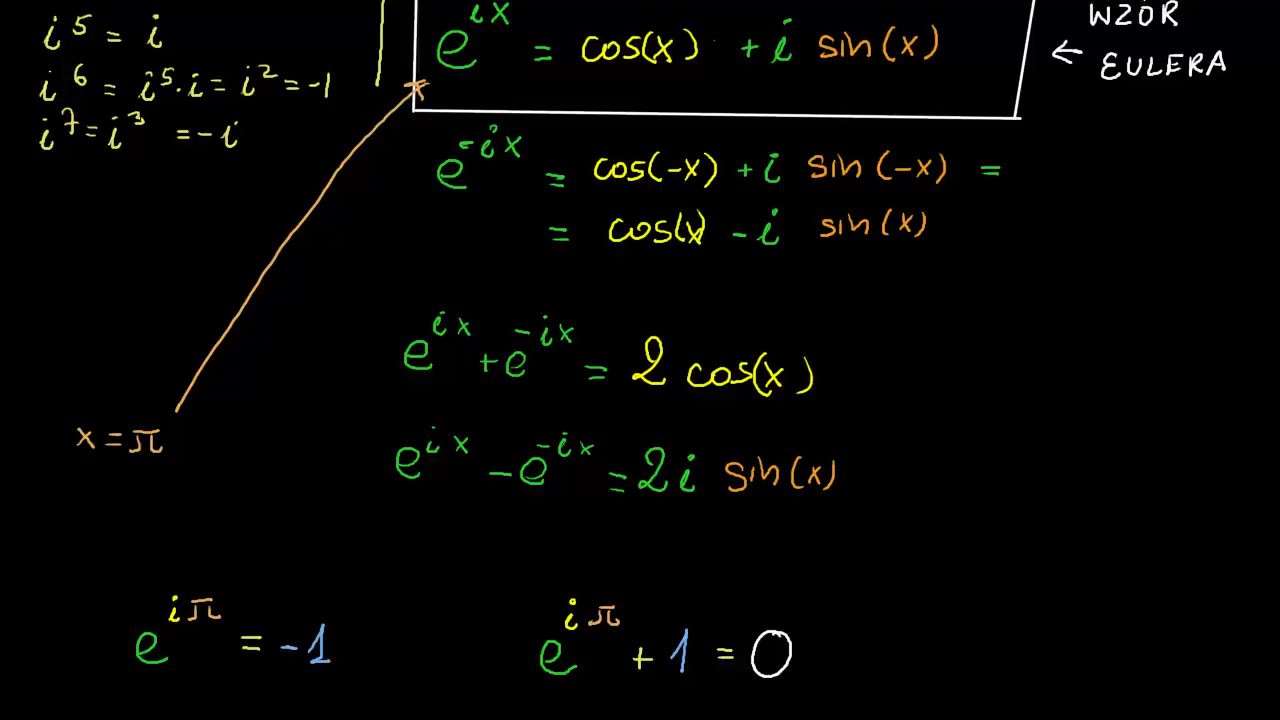 i⁵ = i
i⁶ = i⁵·i = i² = -1
i⁷ = i³ = -i
e^{ix} = cos(x) + i sin(x)
← WZÓR
EULERA
e^{-ix} = cos(-x) + i sin(-x) =
= cos(x) - i sin(x)
e^{ix} + e^{-ix} = 2 cos(x)
x = π
e^{ix} - e^{-ix} = 2i sin(x)
e^{iπ} = -1
e^{iπ} + 1 = 0